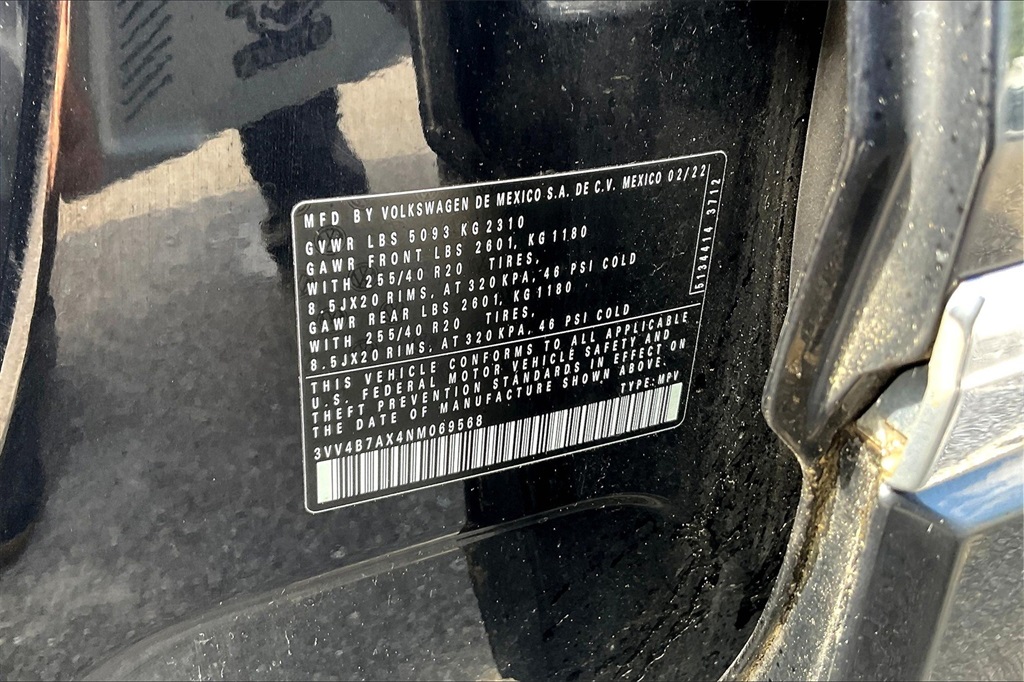 MFD BY VOLKSWAGEN DE MEXICO S.A. DE C.V. MEXICO 02/22
GVWR LBS 5093 KG 2310
GAWR FRONT LBS 2601, KG 1180
WITH 255/40 R20 TIRES,
8.5JX20 RIMS, AT 320 KPA, 46 PSI COLD
GAWR REAR LBS 2601, KG 1180
WITH 255/40 R20 TIRES,
8.5JX20 RIMS, AT 320 KPA, 46 PSI COLD
5134414 3712
THIS VEHICLE CONFORMS TO ALL APPLICABLE
U.S. FEDERAL MOTOR VEHICLE SAFETY AND
THEFT PREVENTION STANDARDS IN EFFECT ON
THE DATE OF MANUFACTURE SHOWN ABOVE.
3VV4B7AX4NM069568 TYPE: MPV